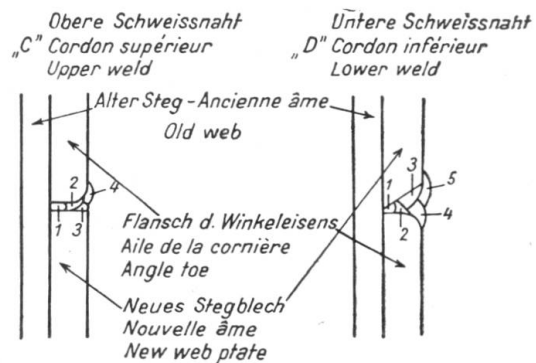 Obere Schweissnaht
„C" Cordon supérieur
Upper weld
Untere Schweissnaht
„D" Cordon inférieur
Lower weld
Alter Steg - Ancienne âme
Old web
2
4
1
3
3
5
1
2
4
Flansch d. Winkeleisens
Aile de la cornière
Angle toe
Neues Stegblech
Nouvelle âme
New web ptate